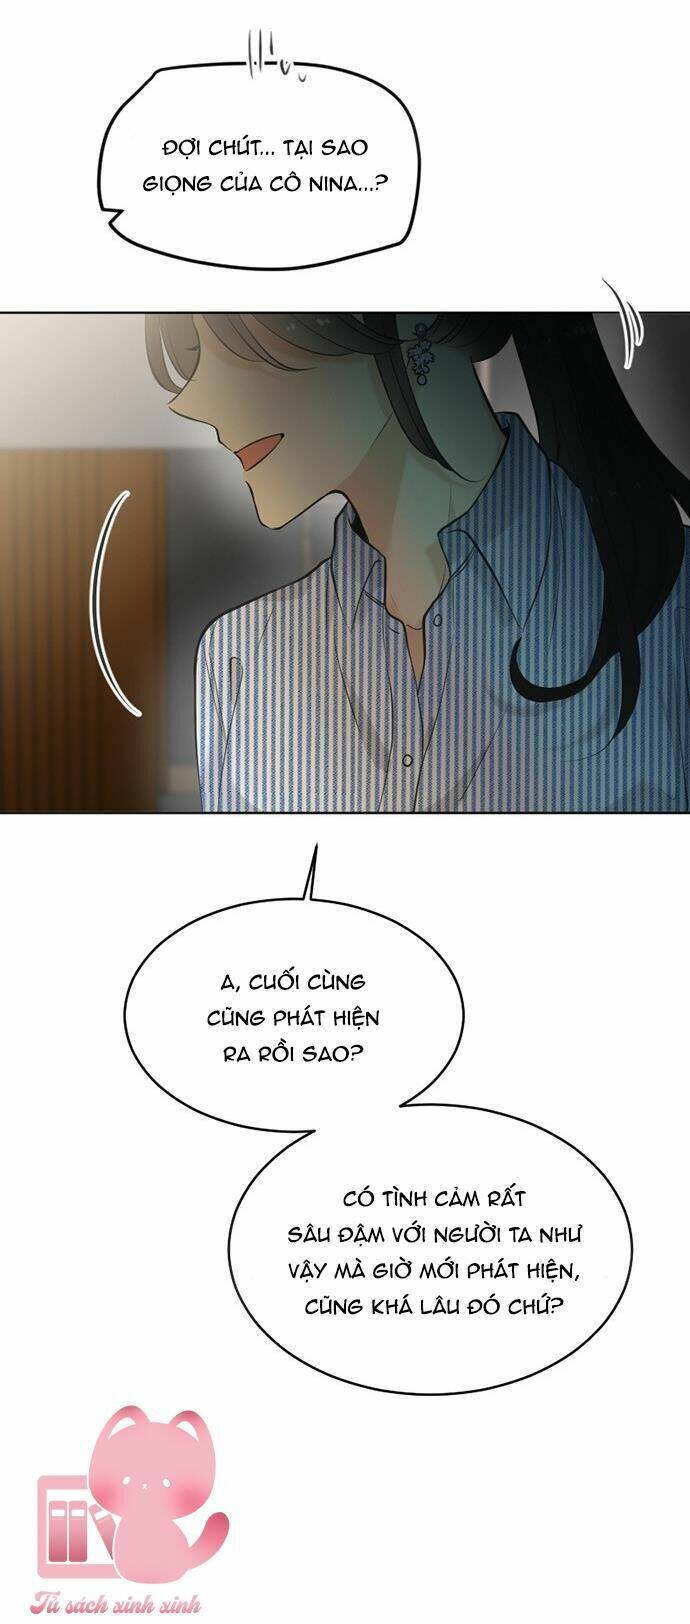 ĐỢI CHÚT... TẠI SAO
GIỌNG CỦA CÔ NINA...?
A, CUỐI CÙNG
CŨNG PHÁT HIỆN
RA RỒI SAO?
CÓ TÌNH CẢM RẤT
SÂU ĐẬM VỚI NGƯỜI TA NHƯ
VẬY MÀ GIỜ MỚI PHÁT HIỆN,
CŨNG KHÁ LÂU ĐÓ CHỨ?
Tủ sách xinh xinh